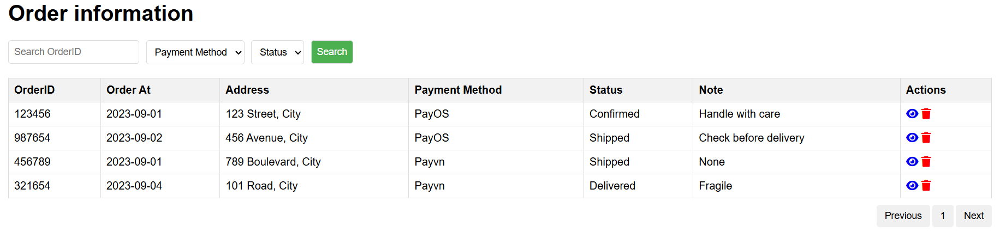 Order information
Search OrderID Payment Method Status Search
OrderID Order At Address Payment Method Status Note Actions
123456 2023-09-01 123 Street, City PayOS Confirmed Handle with care
987654 2023-09-02 456 Avenue, City PayOS Shipped Check before delivery
456789 2023-09-01 789 Boulevard, City Payvn Shipped None
321654 2023-09-04 101 Road, City Payvn Delivered Fragile
Previous 1 Next